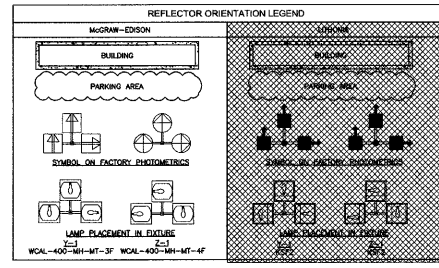 REFLECTOR ORIENTATION LEGEND
McGRAW-EDISON
LITHONIA
BUILDING
BUILDING
PARKING AREA
PARKING AREA
SYMBOL ON FACTORY PHOTOMETRICS
SYMBOL ON FACTORY PHOTOMETRICS
LAMP PLACEMENT IN FIXTURE
LAMP PLACEMENT IN FIXTURE
Y-1 Z-1
Y-1 Z-1
WCAL-400-MH-MT-3F WCAL-400-MH-MT-4F
KSF3